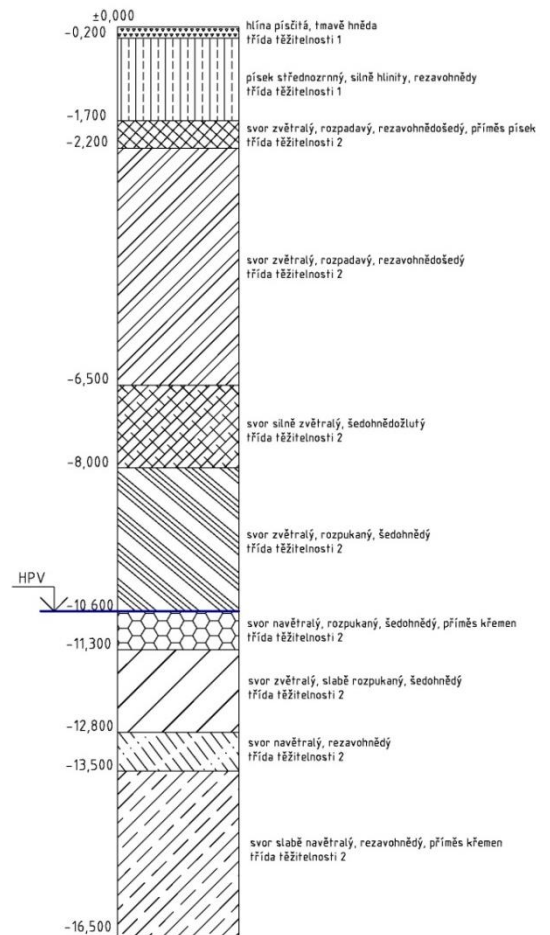 ±0,000
-0,200
hlína písčitá, tmavě hněda
třída těžitelnosti 1
písek střednozrnný, silně hlinity, rezavohnědy
třída těžitelnosti 1
-1,700
svor zvětralý, rozpadavý, rezavohnědošedý, příměs písek
třída těžitelnosti 2
-2,200
svor zvětralý, rozpadavý, rezavohnědošedý
třída těžitelnosti 2
-6,500
svor silně zvětralý, šedohnědožlutý
třída těžitelnosti 2
-8,000
svor zvětralý, rozpukaný, šedohnědý
třída těžitelnosti 2
HPV
-10 600
svor navětralý, rozpukaný, šedohnědý, příměs křemen
třída těžitelnosti 2
-11,300
svor zvětralý, slabě rozpukaný, šedohnědý
třída těžitelnosti 2
-12,800
svor navětralý, rezavohnědý
třída těžitelnosti 2
-13,500
svor slabě navětralý, rezavohnědý, příměs křemen
třída těžitelnosti 2
-16,500